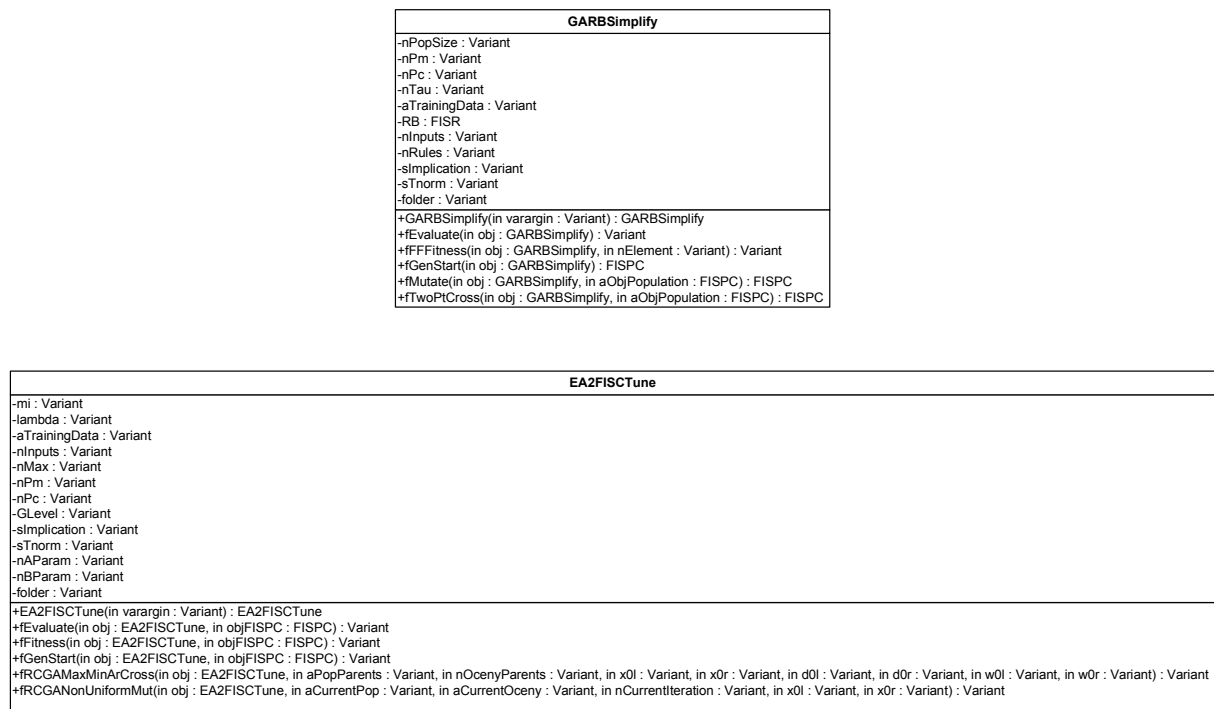 GARBSimplify
-nPopSize : Variant
-nPm : Variant
-nPc : Variant
-nTau : Variant
-aTrainingData : Variant
-RB : FISR
-nInputs : Variant
-nRules : Variant
-sImplication : Variant
-sTnorm : Variant
-folder : Variant
+GARBSimplify(in varargin : Variant) : GARBSimplify
+fEvaluate(in obj : GARBSimplify) : Variant
+fFFFitness(in obj : GARBSimplify, in nElement : Variant) : Variant
+fGenStart(in obj : GARBSimplify) : FISPC
+fMutate(in obj : GARBSimplify, in aObjPopulation : FISPC) : FISPC
+fTwoPtCross(in obj : GARBSimplify, in aObjPopulation : FISPC) : FISPC
EA2FISCTune
-mi : Variant
-lambda : Variant
-aTrainingData : Variant
-nInputs : Variant
-nMax : Variant
-nPm : Variant
-nPc : Variant
-GLevel : Variant
-sImplication : Variant
-sTnorm : Variant
-nAParam : Variant
-nBParam : Variant
-folder : Variant
+EA2FISCTune(in varargin : Variant) : EA2FISCTune
+fEvaluate(in obj : EA2FISCTune, in objFISPC : FISPC) : Variant
+fFitness(in obj : EA2FISCTune, in objFISPC : FISPC) : Variant
+fGenStart(in obj : EA2FISCTune, in objFISPC : FISPC) : Variant
+fRCGAMaxMinArCross(in obj : EA2FISCTune, in aPopParents : Variant, in nOcenyParents : Variant, in x0l : Variant, in x0r : Variant, in d0l : Variant, in d0r : Variant, in w0l : Variant, in w0r : Variant) : Variant
+fRCGANonUniformMut(in obj : EA2FISCTune, in aCurrentPop : Variant, in aCurrentOceny : Variant, in nCurrentIteration : Variant, in x0l : Variant, in x0r : Variant) : Variant